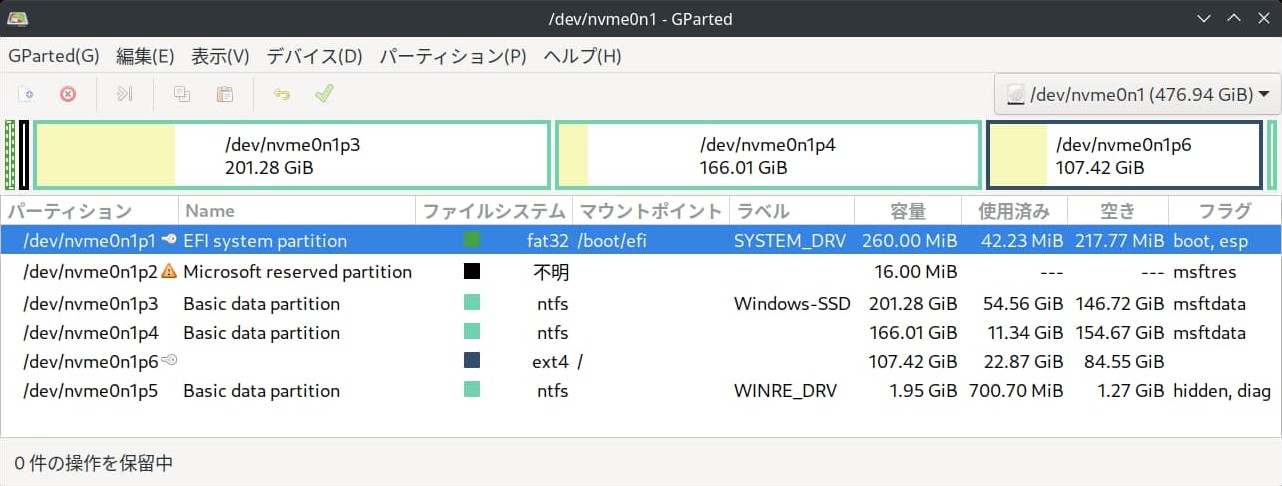 /dev/nvme0n1 - GParted
GParted(G) 編集(E) 表示(V) デバイス(D) パーティション(P) ヘルプ(H)
/dev/nvme0n1 (476.94 GiB)
/dev/nvme0n1p3 /dev/nvme0n1p4 /dev/nvme0n1p6
201.28 GiB 166.01 GiB 107.42 GiB
パーティション Name ファイルシステム マウントポイント ラベル 容量 使用済み 空き フラグ
/dev/nvme0n1p1 EFI system partition fat32 /boot/efi SYSTEM_DRV 260.00 MiB 42.23 MiB 217.77 MiB boot, esp
/dev/nvme0n1p2 Microsoft reserved partition 不明 16.00 MiB --- --- msftres
/dev/nvme0n1p3 Basic data partition ntfs Windows-SSD 201.28 GiB 54.56 GiB 146.72 GiB msftdata
/dev/nvme0n1p4 Basic data partition ntfs 166.01 GiB 11.34 GiB 154.67 GiB msftdata
/dev/nvme0n1p6 ext4 / 107.42 GiB 22.87 GiB 84.55 GiB
/dev/nvme0n1p5 Basic data partition ntfs WINRE_DRV 1.95 GiB 700.70 MiB 1.27 GiB hidden, diag
0 件の操作を保留中